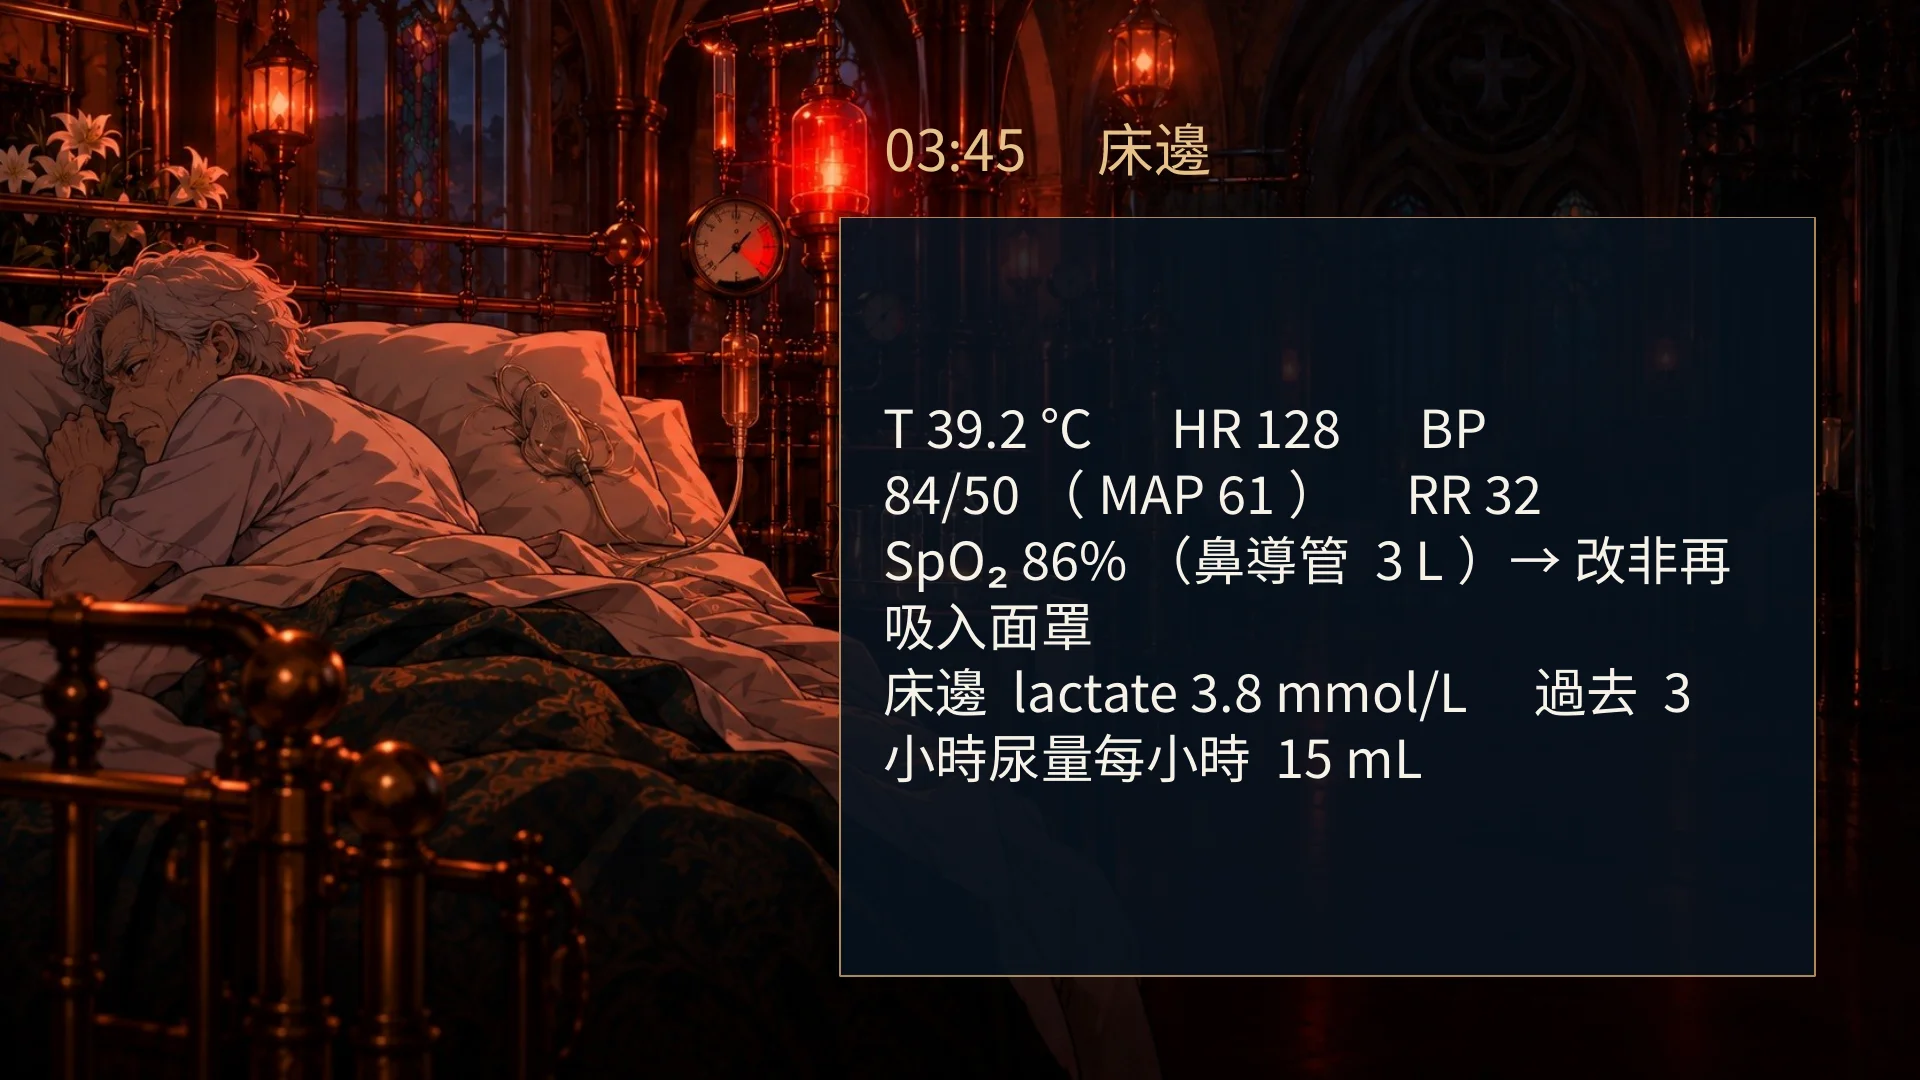 03:45 床邊
T 39.2 °C HR 128 BP
84/50 （MAP 61） RR 32
SpO₂ 86% （鼻導管 3 L）→ 改非再
吸入面罩
床邊 lactate 3.8 mmol/L 過去 3
小時尿量每小時 15 mL